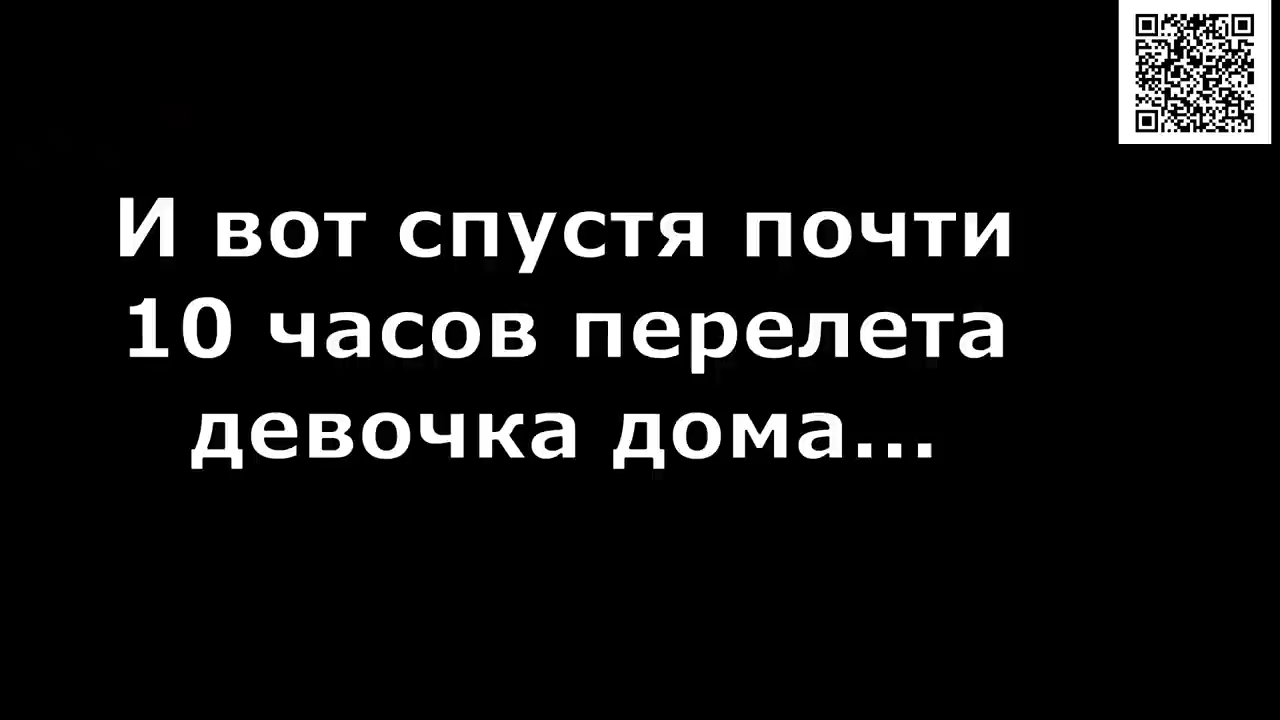 И вот спустя почти
10 часов перелета
девочка дома...